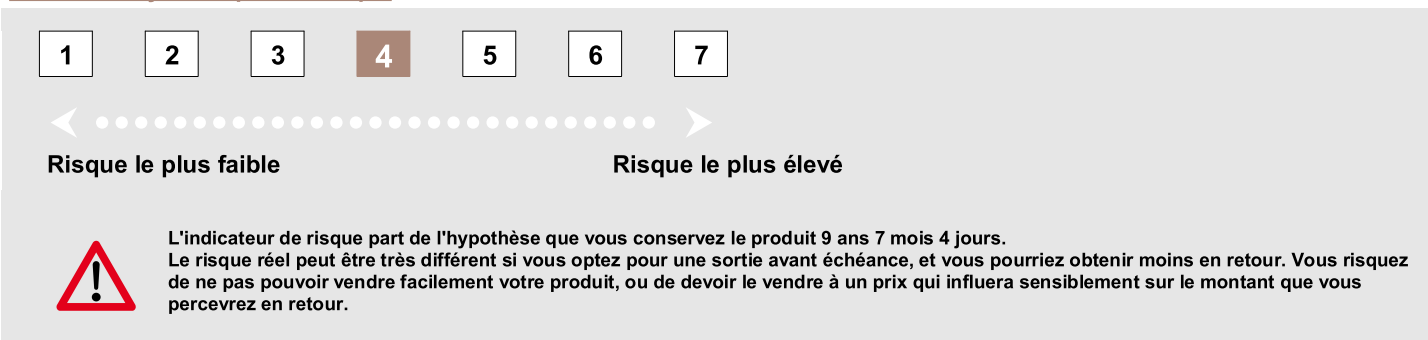 1 2 3 4 5 6 7
Risque le plus faible Risque le plus élevé
L'indicateur de risque part de l'hypothèse que vous conservez le produit 9 ans 7 mois 4 jours.
Le risque réel peut être très différent si vous optez pour une sortie avant échéance, et vous pourriez obtenir moins en retour. Vous risquez
de ne pas pouvoir vendre facilement votre produit, ou de devoir le vendre à un prix qui influera sensiblement sur le montant que vous
percevrez en retour.